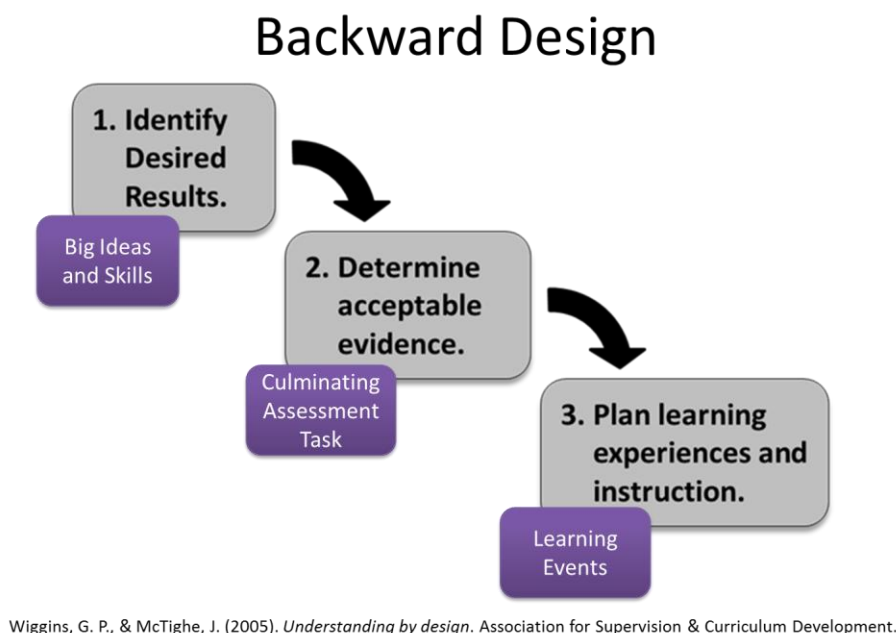 Backward Design
1. Identify
Desired
Results.
Big Ideas
and Skills
2. Determine
acceptable
evidence.
Culminating
Assessment
Task
3. Plan learning
experiences and
instruction.
Learning
Events
Wiggins, G. P., & McTighe, J. (2005). Understanding by design. Association for Supervision & Curriculum Development.